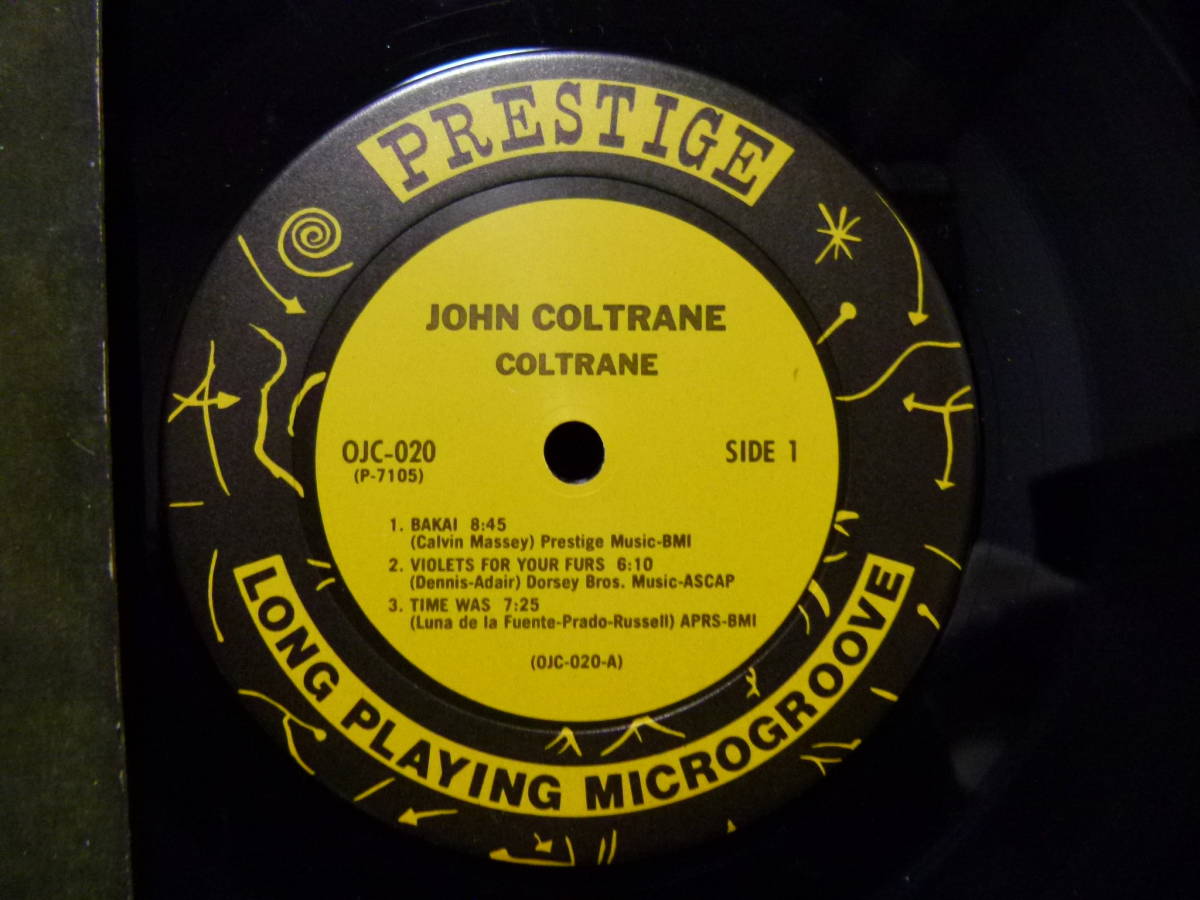 PRESTIGE
JOHN COLTRANE
COLTRANE
OJC-020
(P-7105)
SIDE 1
1. BAKAI 8:45
(Calvin Massey) Prestige Music-BMI
2. VIOLETS FOR YOUR FURS 6:10
(Dennis-Adair) Dorsey Bros. Music-ASCAP
3. TIME WAS 7:25
(Luna de la Fuente-Prado-Russell) APRS-BMI
(OJC-020-A)
LONG PLAYING MICROGROOVE